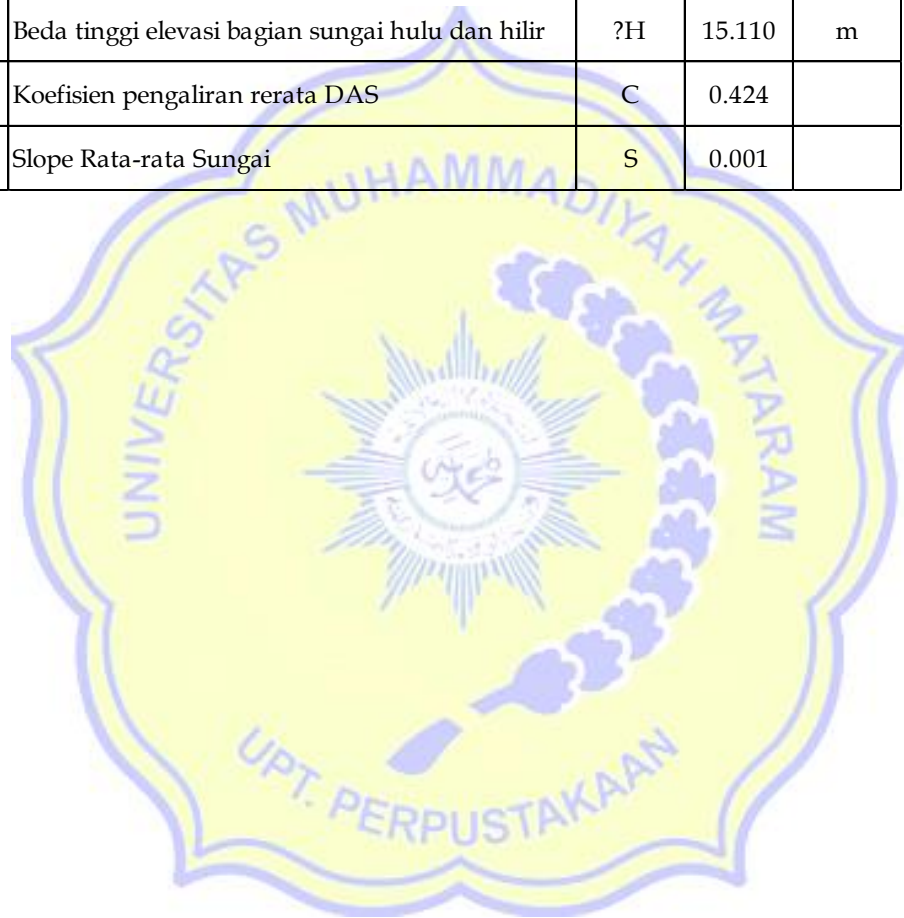 Beda tinggi elevasi bagian sungai hulu dan hilir ?H 15.110 m
Koefisien pengaliran rerata DAS C 0.424
Slope Rata-rata Sungai S 0.001
UNIVERSITAS MUHAMMADIYAH MATARAM
UPT. PERPUSTAKAAN